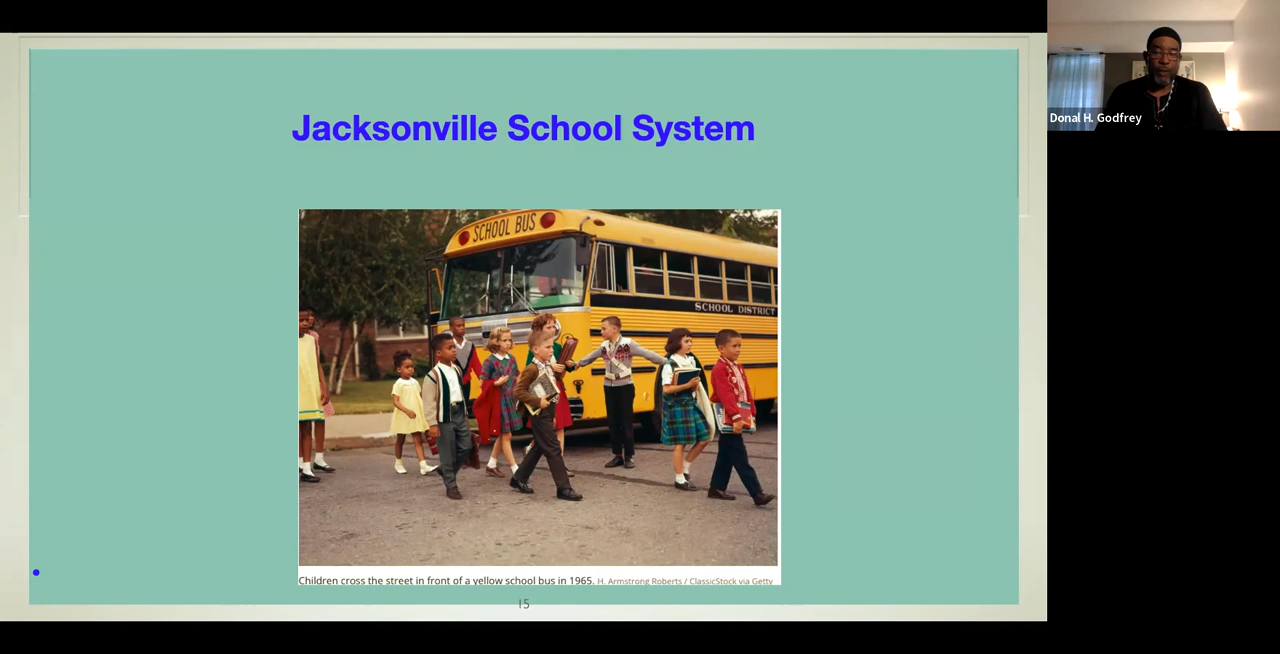 Jacksonville School System
SCHOOL BUS
SCHOOL DISTRICT
Children cross the street in front of a yellow school bus in 1965. H. Armstrong Roberts / ClassicStock via Getty
15
Donal H. Godfrey